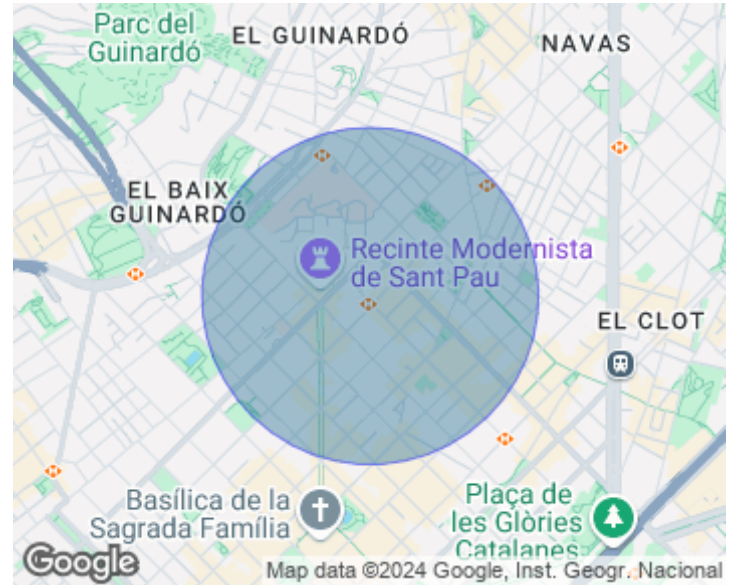 Parc del
Guinardó
EL GUINARDÓ
NAVAS
EL BAIX
GUINARDÓ
Recinte Modernista
de Sant Pau
EL CLOT
Basílica de la
Sagrada Família
Plaça de
les Glòries
Catalanes
Google
Map data ©2024 Google, Inst. Geogr. Nacional